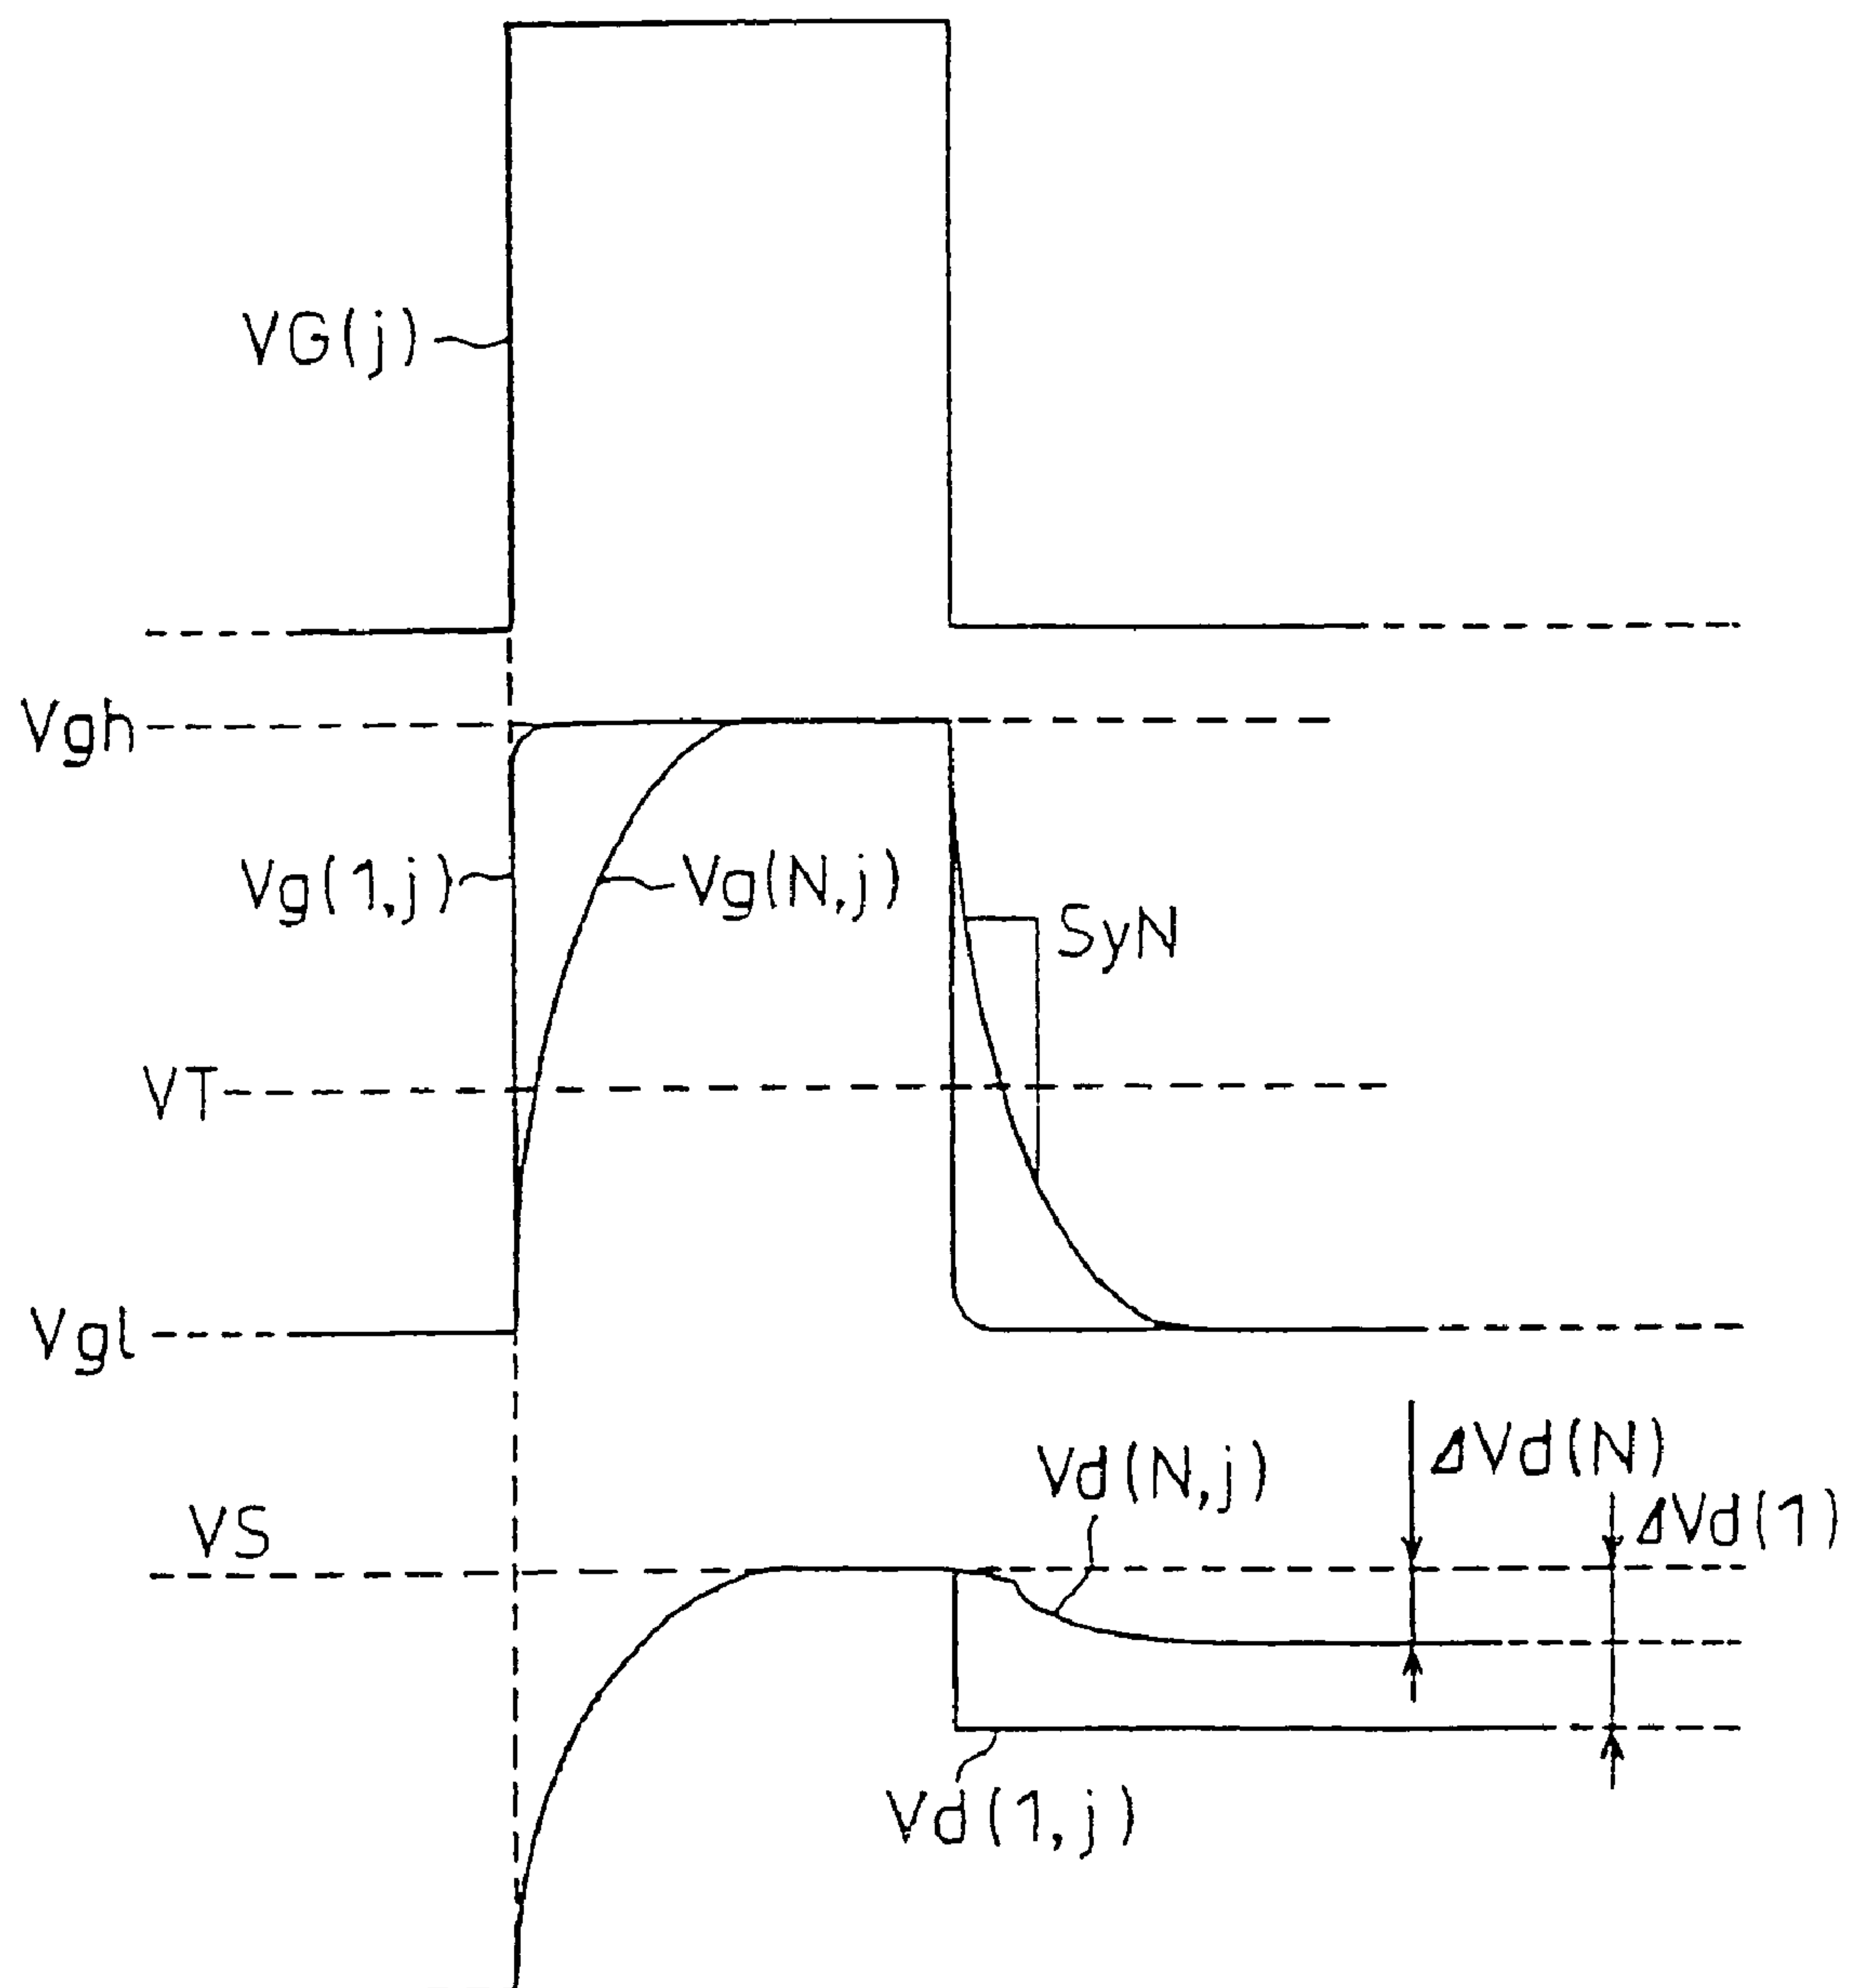 VG(j)
Vgh
Vg(1,j)
Vg(N,j)
SyN
VT
Vgl
Vd(N,j)
ΔVd(N)
VS
ΔVd(1)
Vd(1,j)